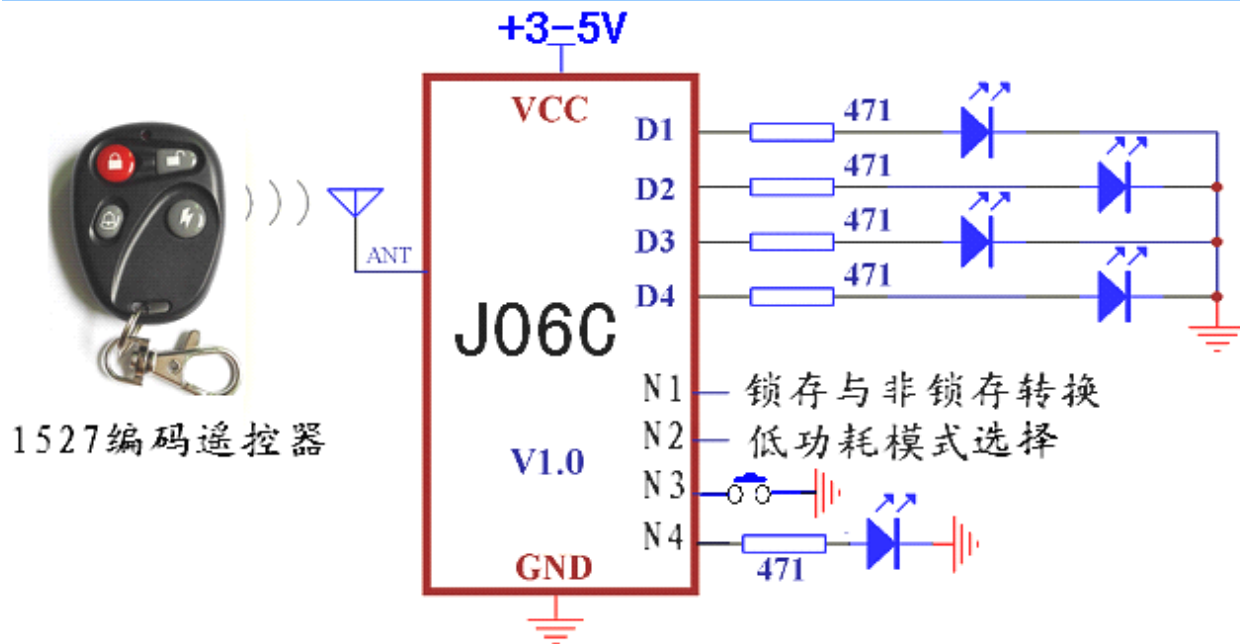 +3-5V
VCC
D1
471
D2
471
D3
471
D4
471
ANT
J06C
N1 锁存与非锁存转换
N2 低功耗模式选择
1527编码遥控器
V1.0
N3
N4
471
GND